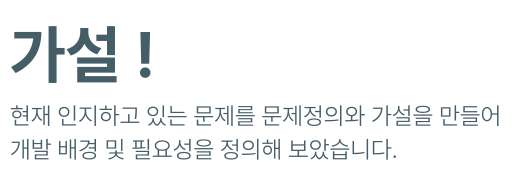 가설 !
현재 인지하고 있는 문제를 문제정의와 가설을 만들어
개발 배경 및 필요성을 정의해 보았습니다.